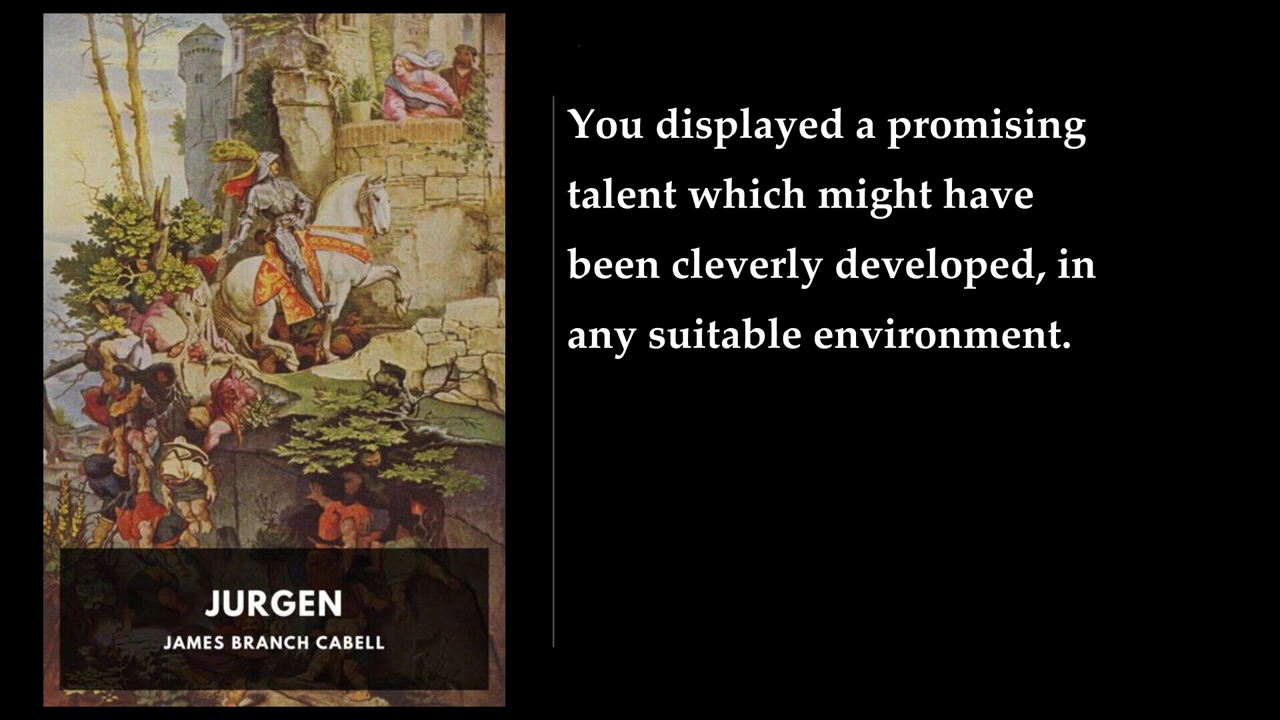 You displayed a promising
talent which might have
been cleverly developed, in
any suitable environment.
JURGEN
JAMES BRANCH CABELL